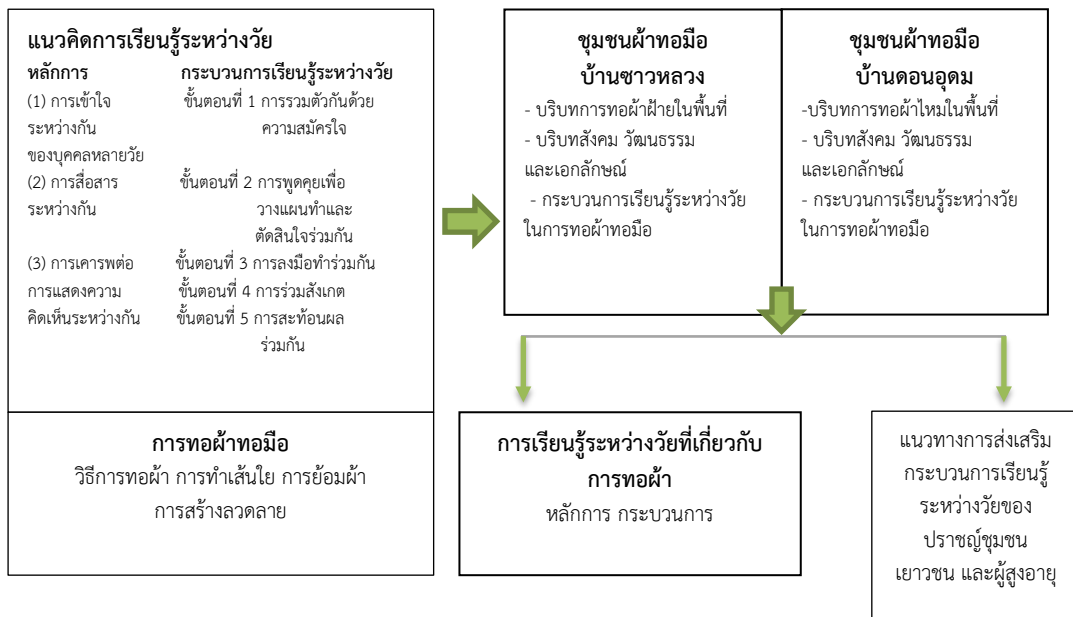 แนวคิดการเรียนรู้ระหว่างวัย
หลักการ กระบวนการเรียนรู้ระหว่างวัย
(1) การเข้าใจ ขั้นตอนที่ 1 การรวมตัวกันด้วย
ระหว่างกัน ความสมัครใจ
ของบุคคลหลายวัย
(2) การสื่อสาร ขั้นตอนที่ 2 การพูดคุยเพื่อ
ระหว่างกัน วางแผนทำและ
ตัดสินใจร่วมกัน
(3) การเคารพต่อ ขั้นตอนที่ 3 การลงมือทำร่วมกัน
การแสดงความ ขั้นตอนที่ 4 การร่วมสังเกต
คิดเห็นระหว่างกัน ขั้นตอนที่ 5 การสะท้อนผล
ร่วมกัน
การทอผ้าทอมือ
วิธีการทอผ้า การทำเส้นใย การย้อมผ้า
การสร้างลวดลาย
ชุมชนผ้าทอมือ
บ้านซาวหลวง
- บริบทการทอผ้าฝ้ายในพื้นที่
- บริบทสังคม วัฒนธรรม
และเอกลักษณ์
- กระบวนการเรียนรู้ระหว่างวัย
ในการทอผ้าทอมือ
ชุมชนผ้าทอมือ
บ้านดอนอุดม
-บริบทการทอผ้าไหมในพื้นที่
- บริบทสังคม วัฒนธรรม
และเอกลักษณ์
- กระบวนการเรียนรู้ระหว่างวัย
ในการทอผ้าทอมือ
การเรียนรู้ระหว่างวัยที่เกี่ยวกับ
การทอผ้า
หลักการ กระบวนการ
แนวทางการส่งเสริม
กระบวนการเรียนรู้
ระหว่างวัยของ
ปราชญ์ชุมชน
เยาวชน และผู้สูงอายุ